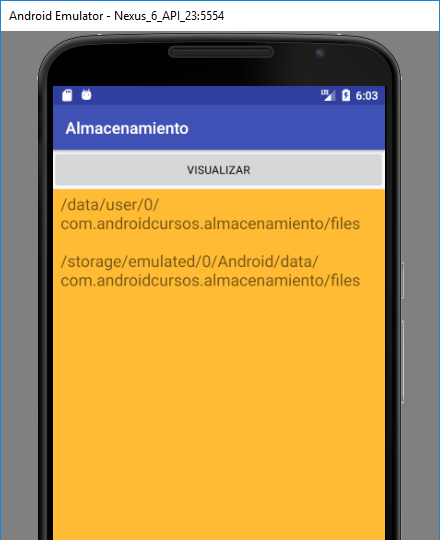 Android Emulator - Nexus_6_API_23:5554
LTE 6:03
Almacenamiento
VISUALIZAR
/data/user/0/
com.androidcursos.almacenamiento/files
/storage/emulated/0/Android/data/
com.androidcursos.almacenamiento/files